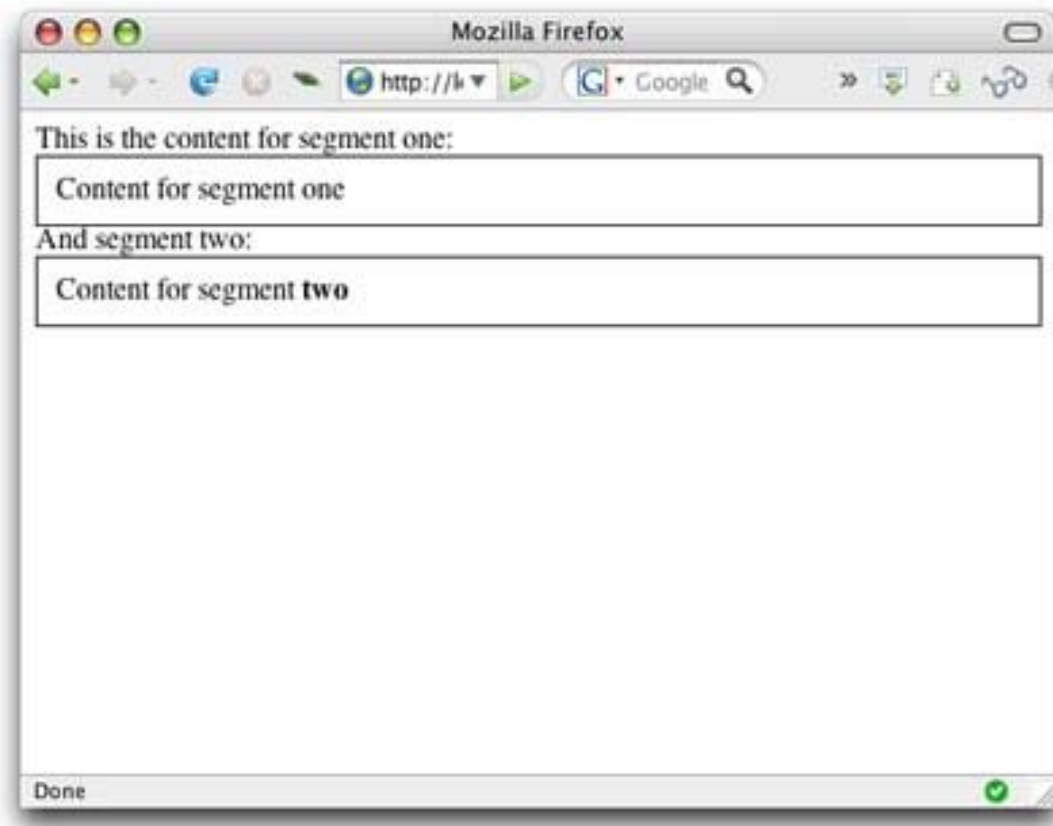 Mozilla Firefox
http://l
Google
This is the content for segment one:
Content for segment one
And segment two:
Content for segment two
Done